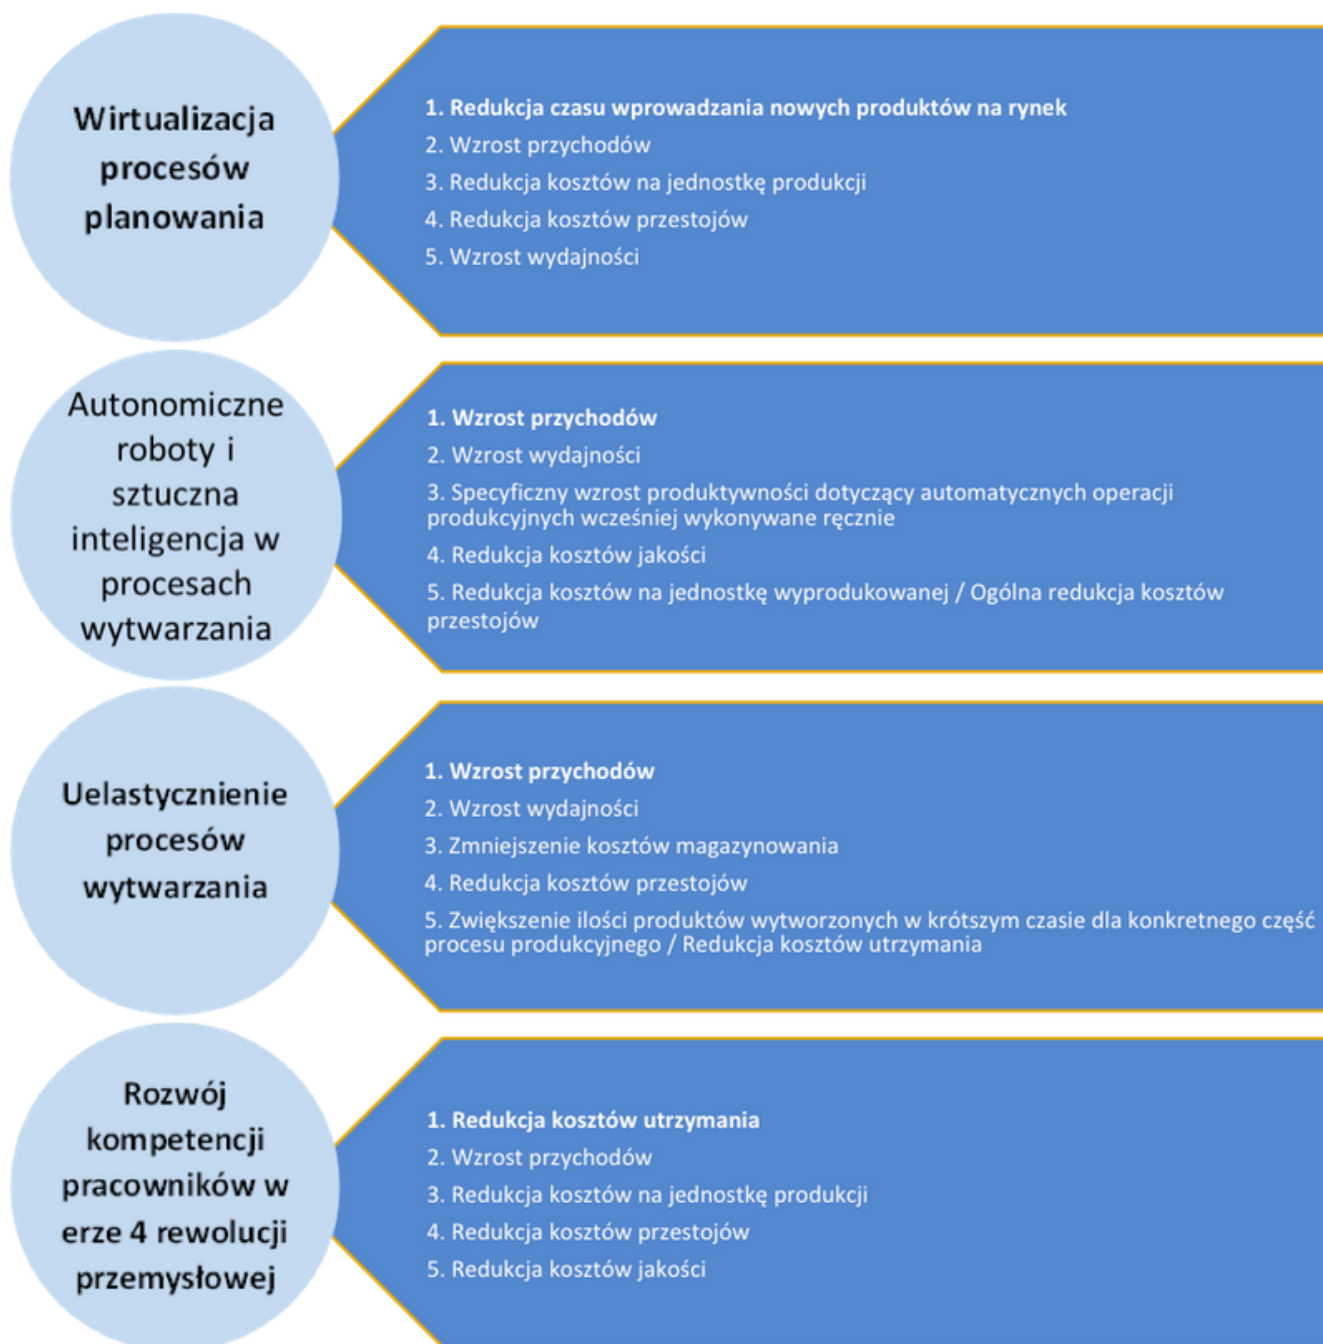 Wirtualizacja
procesów
planowania
1. Redukcja czasu wprowadzania nowych produktów na rynek
2. Wzrost przychodów
3. Redukcja kosztów na jednostkę produkcji
4. Redukcja kosztów przestojów
5. Wzrost wydajności
Autonomiczne
roboty i
sztuczna
inteligencja w
procesach
wytwarzania
1. Wzrost przychodów
2. Wzrost wydajności
3. Specyficzny wzrost produktywności dotyczący automatycznych operacji
produkcyjnych wcześniej wykonywane ręcznie
4. Redukcja kosztów jakości
5. Redukcja kosztów na jednostkę wyprodukowanej / Ogólna redukcja kosztów
przestojów
Uelastycznienie
procesów
wytwarzania
1. Wzrost przychodów
2. Wzrost wydajności
3. Zmniejszenie kosztów magazynowania
4. Redukcja kosztów przestojów
5. Zwiększenie ilości produktów wytworzonych w krótszym czasie dla konkretnego część
procesu produkcyjnego / Redukcja kosztów utrzymania
Rozwój
kompetencji
pracowników w
erze 4 rewolucji
przemysłowej
1. Redukcja kosztów utrzymania
2. Wzrost przychodów
3. Redukcja kosztów na jednostkę produkcji
4. Redukcja kosztów przestojów
5. Redukcja kosztów jakości